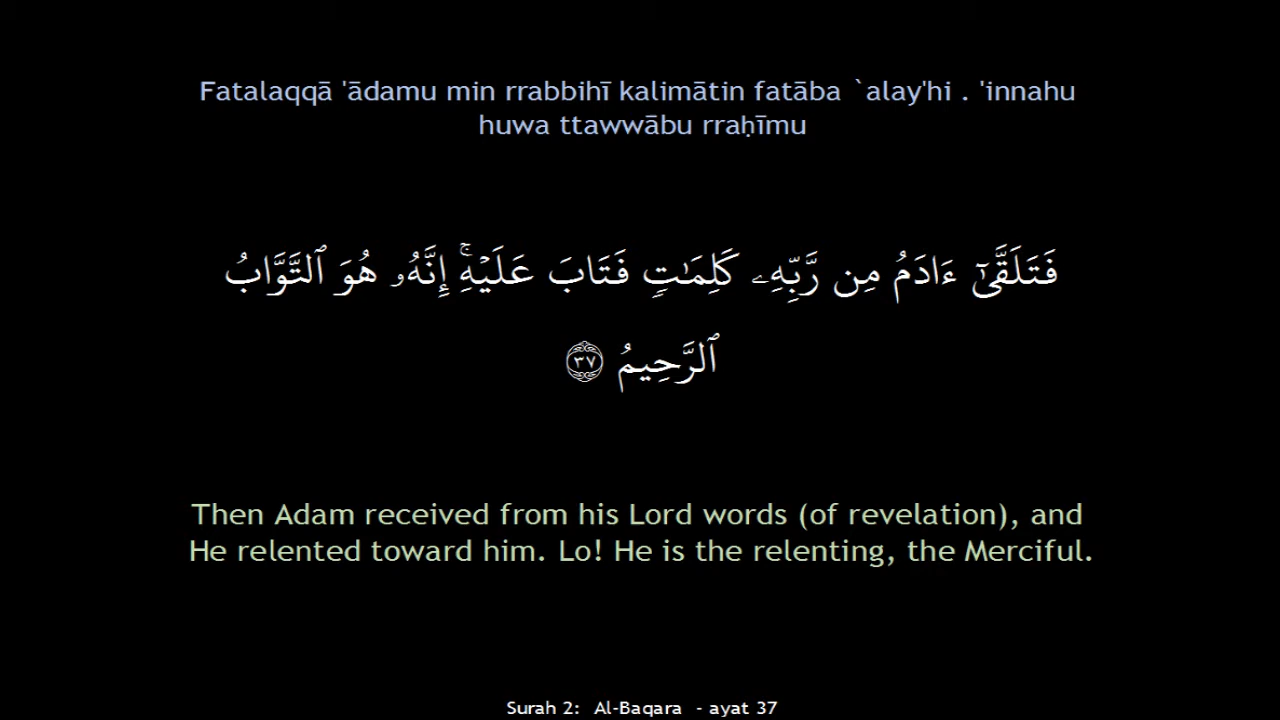 Fatalaqqā 'ādamu min rrabbihī kalimātin fatāba `alay'hi . 'innahu
huwa ttawwābu rraḥīmu
فَتَلَقَّىٰٓ ءَادَمُ مِن رَّبِّهِۦ كَلِمَـٰتٍۢ فَتَابَ عَلَيْهِ ۚ إِنَّهُۥ هُوَ ٱلتَّوَّابُ
ٱلرَّحِيمُ ٣٧
Then Adam received from his Lord words (of revelation), and
He relented toward him. Lo! He is the relenting, the Merciful.
Surah 2: Al-Baqara - ayat 37